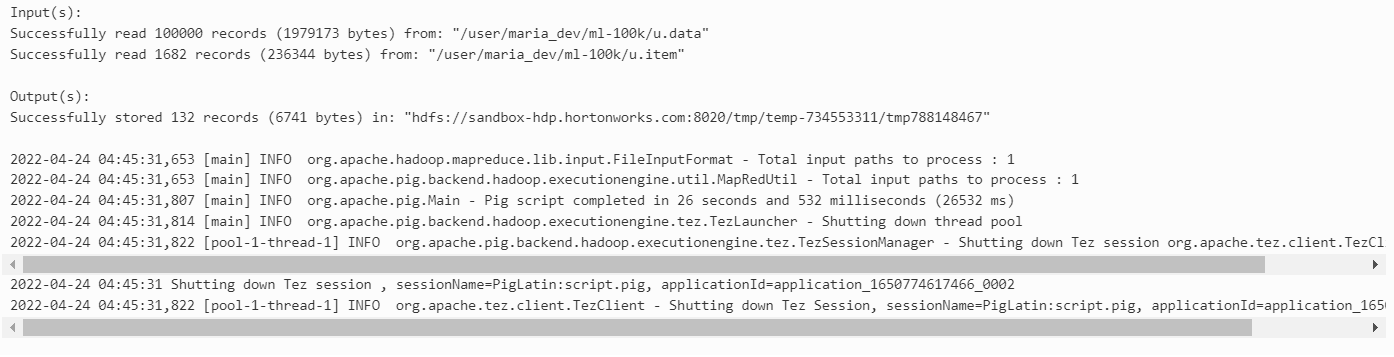 Input(s):
Successfully read 100000 records (1979173 bytes) from: "/user/maria_dev/ml-100k/u.data"
Successfully read 1682 records (236344 bytes) from: "/user/maria_dev/ml-100k/u.item"
Output(s):
Successfully stored 132 records (6741 bytes) in: "hdfs://sandbox-hdp.hortonworks.com:8020/tmp/temp-734553311/tmp788148467"
2022-04-24 04:45:31,653 [main] INFO  org.apache.hadoop.mapreduce.lib.input.FileInputFormat - Total input paths to process : 1
2022-04-24 04:45:31,653 [main] INFO  org.apache.pig.backend.hadoop.executionengine.util.MapRedUtil - Total input paths to process : 1
2022-04-24 04:45:31,807 [main] INFO  org.apache.pig.Main - Pig script completed in 26 seconds and 532 milliseconds (26532 ms)
2022-04-24 04:45:31,814 [main] INFO  org.apache.pig.backend.hadoop.executionengine.tez.TezLauncher - Shutting down thread pool
2022-04-24 04:45:31,822 [pool-1-thread-1] INFO  org.apache.pig.backend.hadoop.executionengine.tez.TezSessionManager - Shutting down Tez session org.apache.tez.client.TezCl
2022-04-24 04:45:31 Shutting down Tez session , sessionName=PigLatin:script.pig, applicationId=application_1650774617466_0002
2022-04-24 04:45:31,822 [pool-1-thread-1] INFO  org.apache.tez.client.TezClient - Shutting down Tez Session, sessionName=PigLatin:script.pig, applicationId=application_165